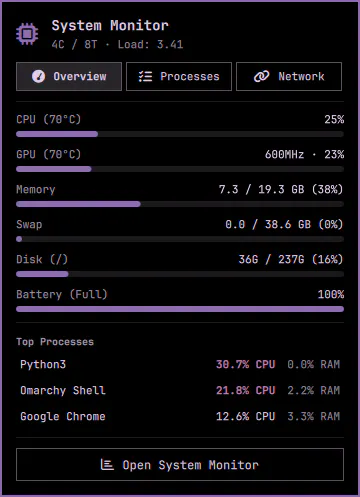 System Monitor
4C / 8T · Load: 3.41
Overview Processes Network
CPU (70°C) 25%
GPU (70°C) 600MHz · 23%
Memory 7.3 / 19.3 GB (38%)
Swap 0.0 / 38.6 GB (0%)
Disk (/) 36G / 237G (16%)
Battery (Full) 100%
Top Processes
Python3 30.7% CPU 0.0% RAM
Omarchy Shell 21.8% CPU 2.2% RAM
Google Chrome 12.6% CPU 3.3% RAM
Open System Monitor